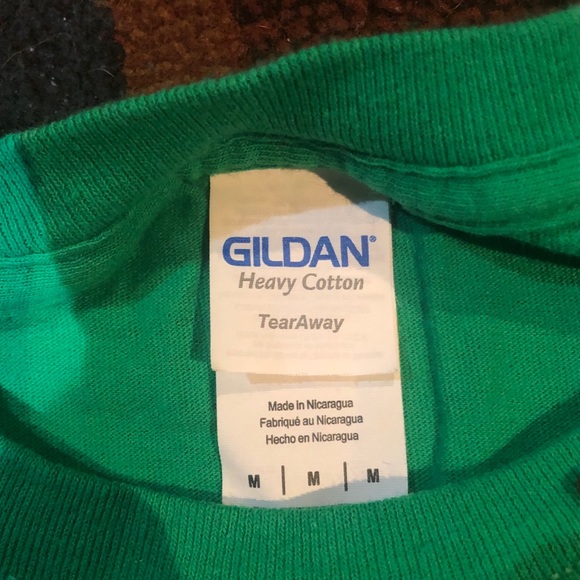 GILDAN®
Heavy Cotton
TearAway
Made in Nicaragua
Fabriqué au Nicaragua
Hecho en Nicaragua
M | M | M